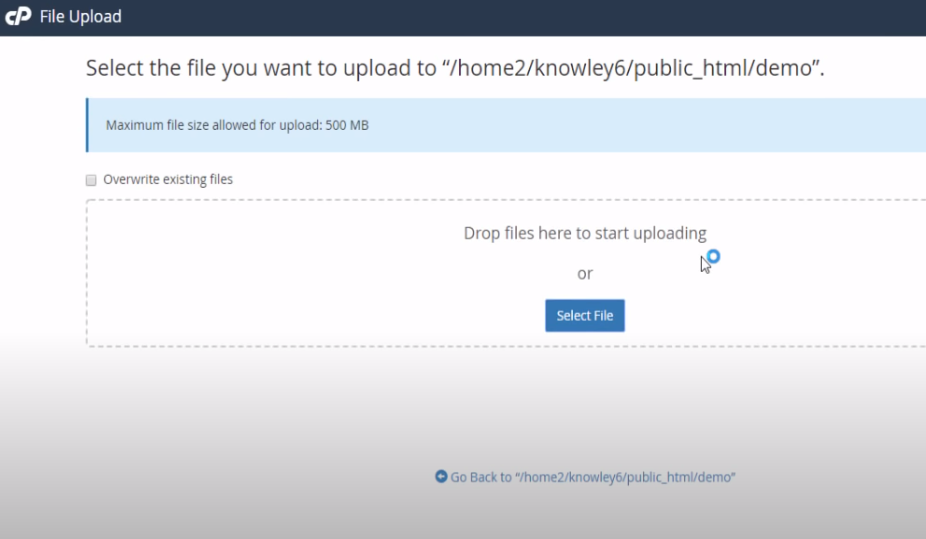 cP File Upload
Select the file you want to upload to “/home2/knowley6/public_html/demo”.
Maximum file size allowed for upload: 500 MB
Overwrite existing files
Drop files here to start uploading
or
Select File
Go Back to “/home2/knowley6/public_html/demo”